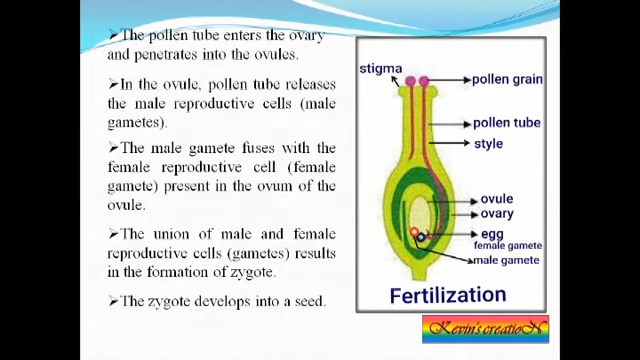 ➤The pollen tube enters the ovary
and penetrates into the ovules.
➤In the ovule, pollen tube releases
the male reproductive cells (male
gametes).
➤The male gamete fuses with the
female reproductive cell (female
gamete) present in the ovum of the
ovule.
➤The union of male and female
reproductive cells (gametes) results
in the formation of zygote.
➤The zygote develops into a seed.
stigma
pollen grain
pollen tube
style
ovule
ovary
egg
female gamete
male gamete
Fertilization
Kevin's creatioN